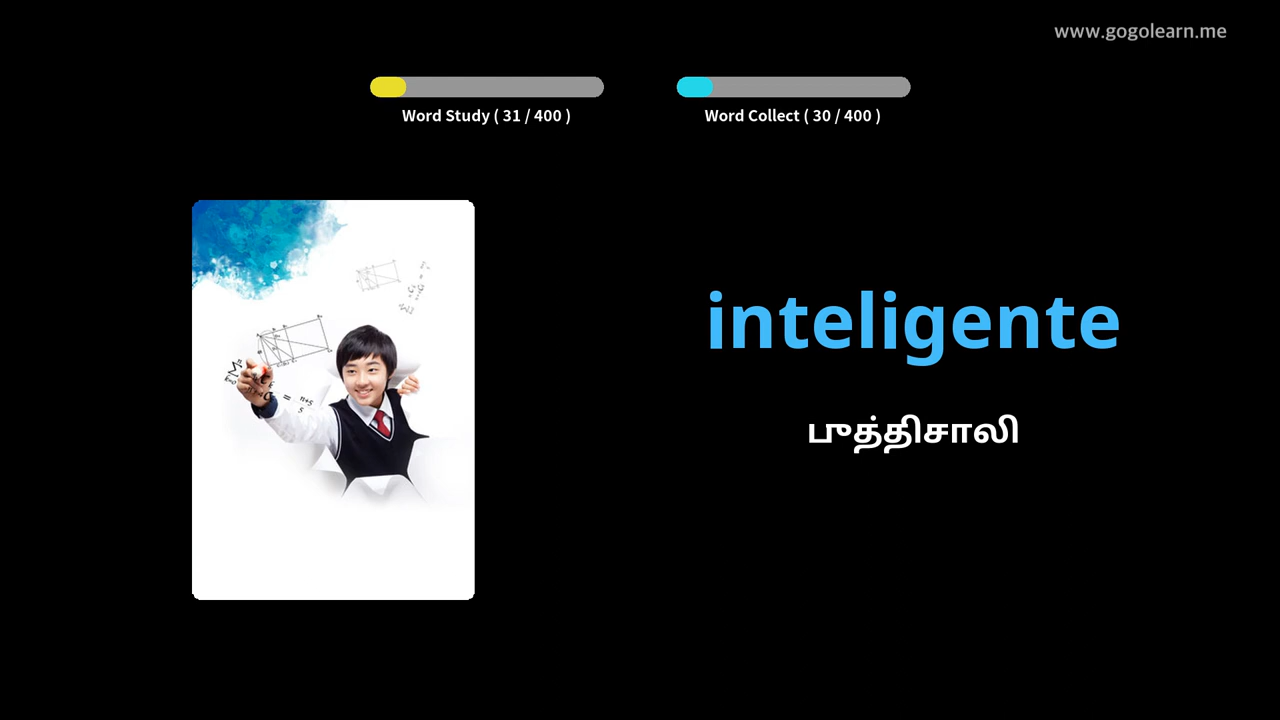 www.gogolearn.me
Word Study ( 31 / 400 )
Word Collect ( 30 / 400 )
inteligente
புத்திசாலி